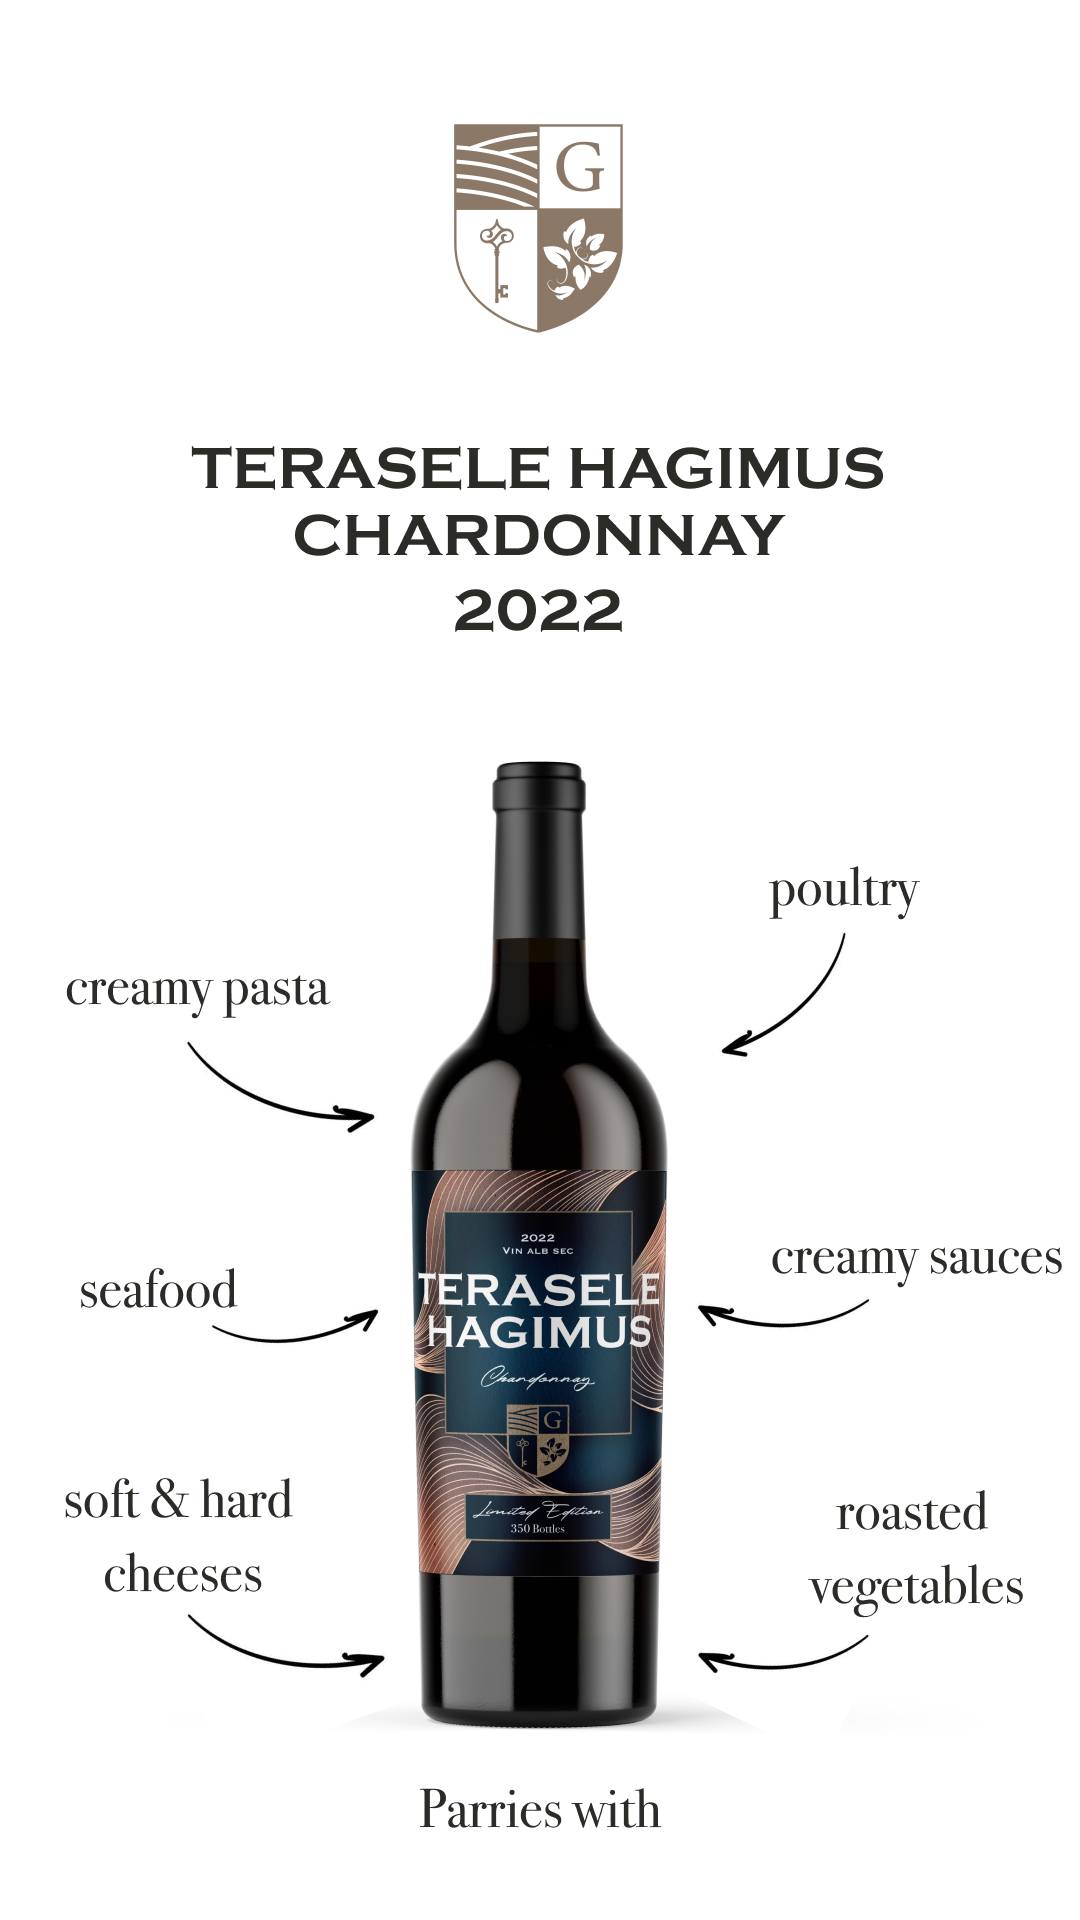 G
TERASELE HAGIMUS
CHARDONNAY
2022
poultry
creamy pasta
2022
VIN ALB SEC
TERASELE
HAGIMUS
Chardonnay
G
Limited Edition
350 Bottles
creamy sauces
seafood
soft & hard
cheeses
roasted
vegetables
Parries with